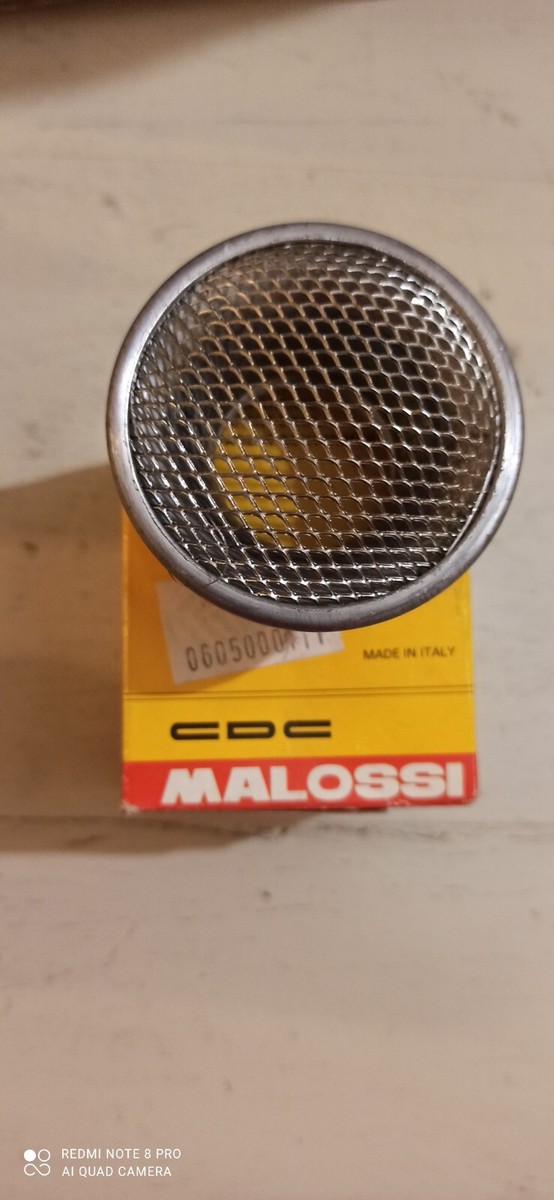 MADE IN ITALY
CDC
MALOSSI
REDMI NOTE 8 PRO
AI QUAD CAMERA